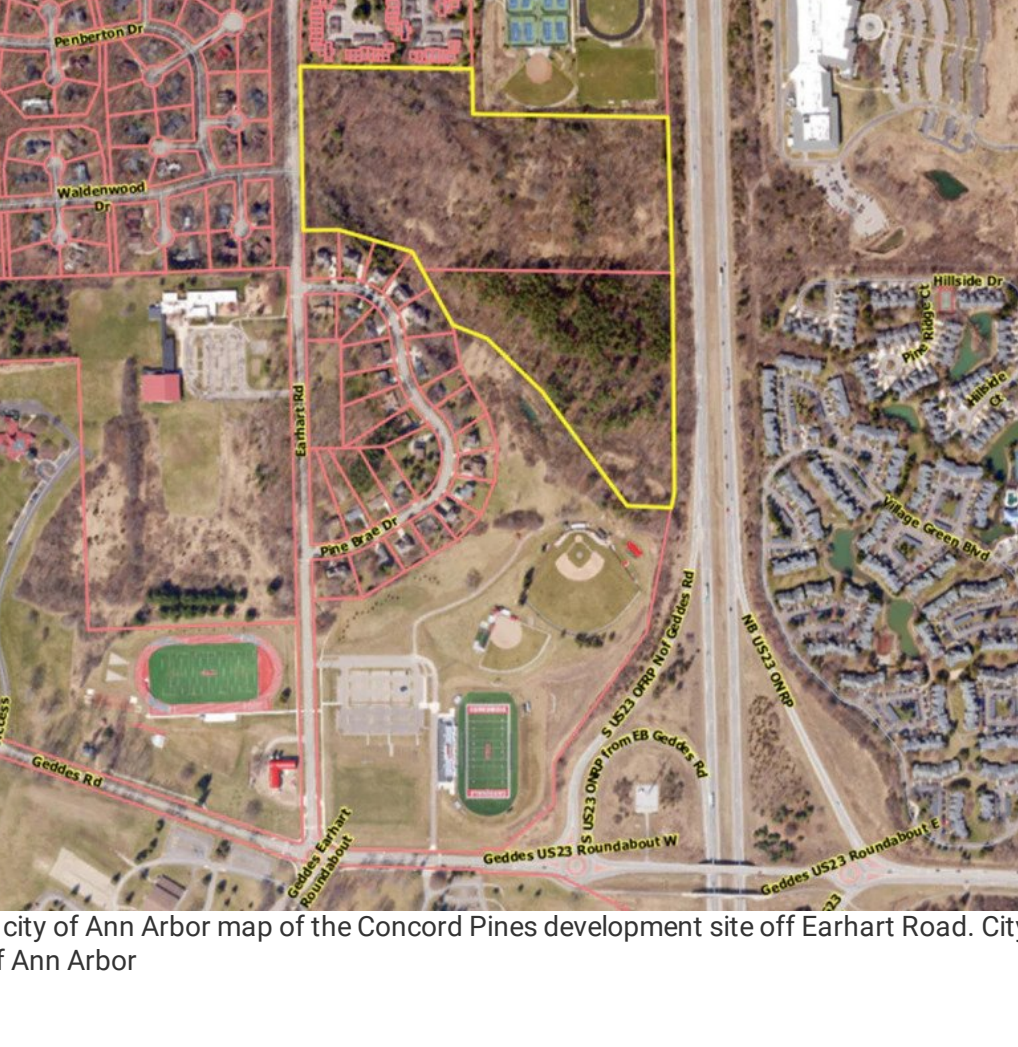 Penberton Dr
Waldenwood
Dr
Hillside Dr
Pine Ridge Ct
Hillside
Ct
Earhart Rd
Village Green Blvd
Pine Brae Dr
S US23 OFRP Nof Geddes Rd
NB US23 ONRP
S US23 ONRP from EB Geddes Rd
Geddes Rd
Geddes Earhart
Roundabout
Geddes US23 Roundabout W
Geddes US23 Roundabout E
city of Ann Arbor map of the Concord Pines development site off Earhart Road. City
f Ann Arbor